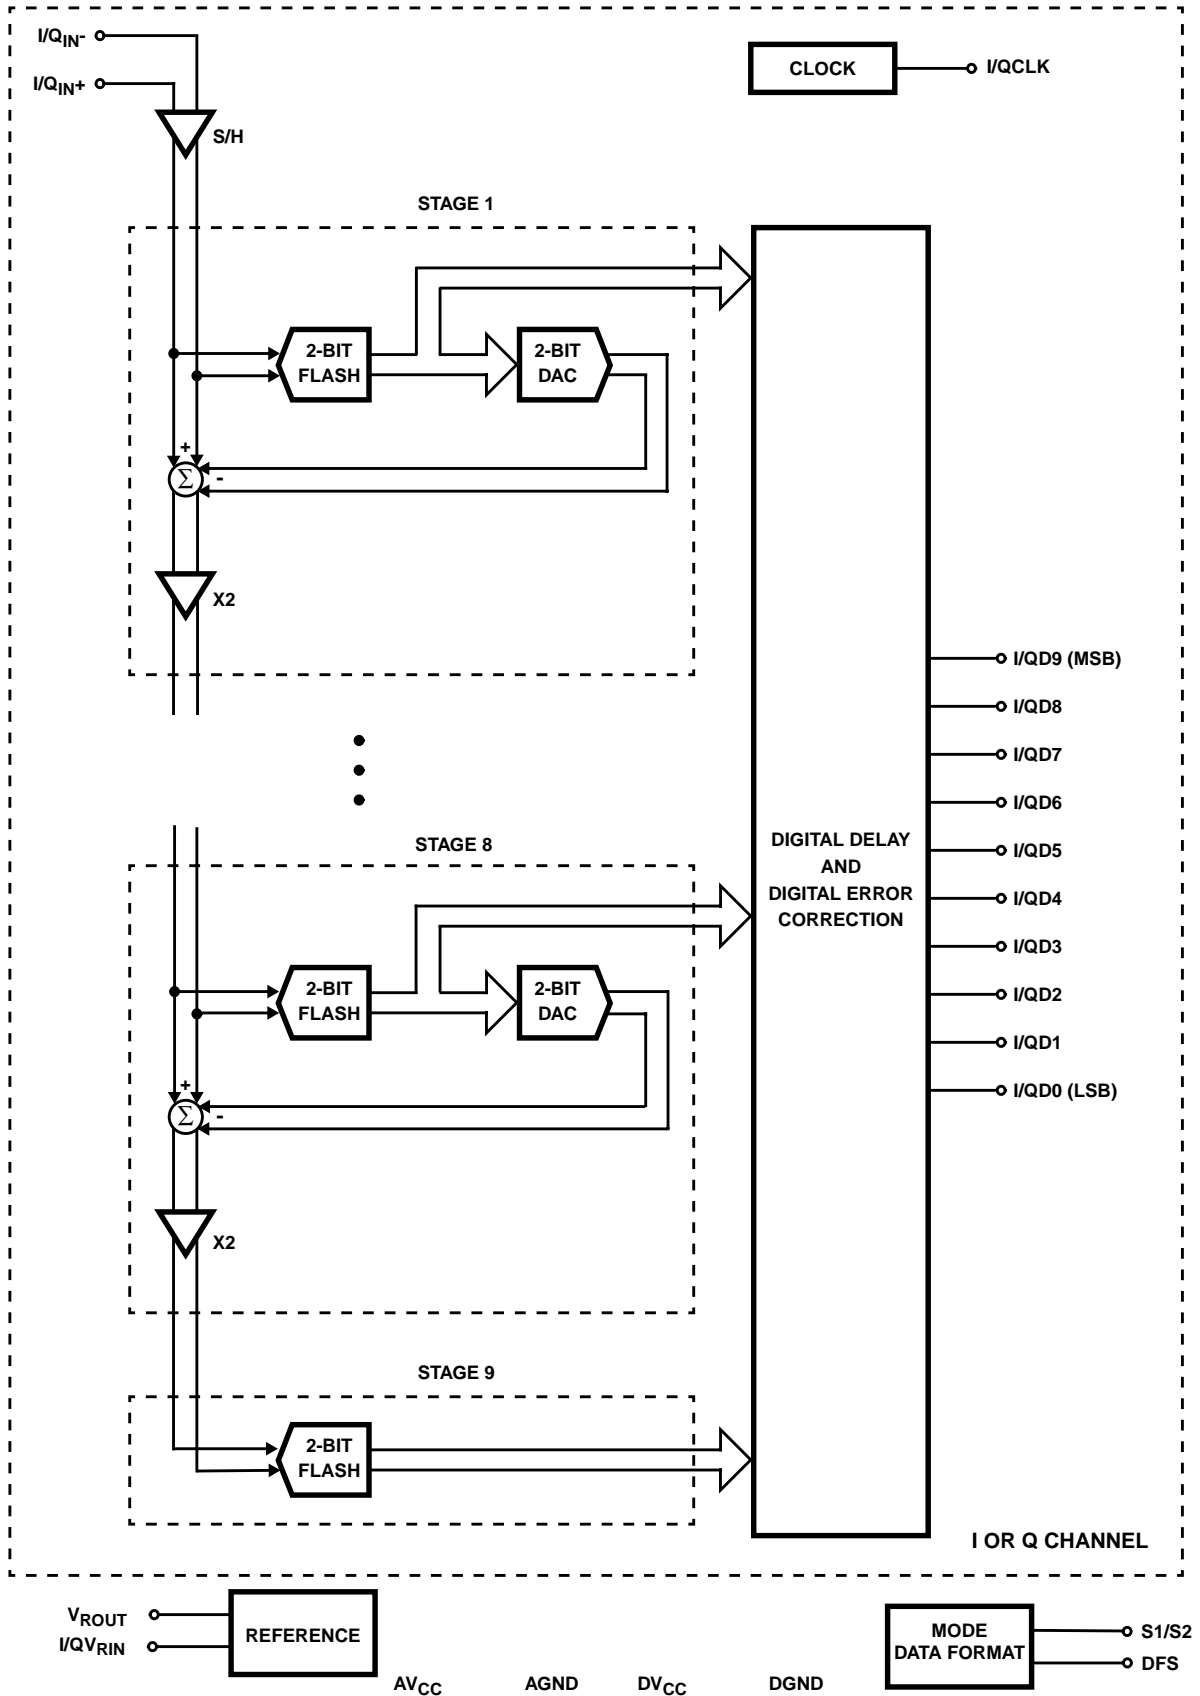 I/QIN-
I/QIN+
CLOCK
I/QCLK
S/H
STAGE 1
2-BIT
FLASH
2-BIT
DAC
+
Σ
-
X2
I/QD9 (MSB)
I/QD8
I/QD7
I/QD6
I/QD5
I/QD4
I/QD3
I/QD2
I/QD1
I/QD0 (LSB)
DIGITAL DELAY
AND
DIGITAL ERROR
CORRECTION
STAGE 8
2-BIT
FLASH
2-BIT
DAC
+
Σ
-
X2
STAGE 9
2-BIT
FLASH
I OR Q CHANNEL
VROUT
I/QVRIN
REFERENCE
AVCC
AGND
DVCC
DGND
MODE
DATA FORMAT
S1/S2
DFS